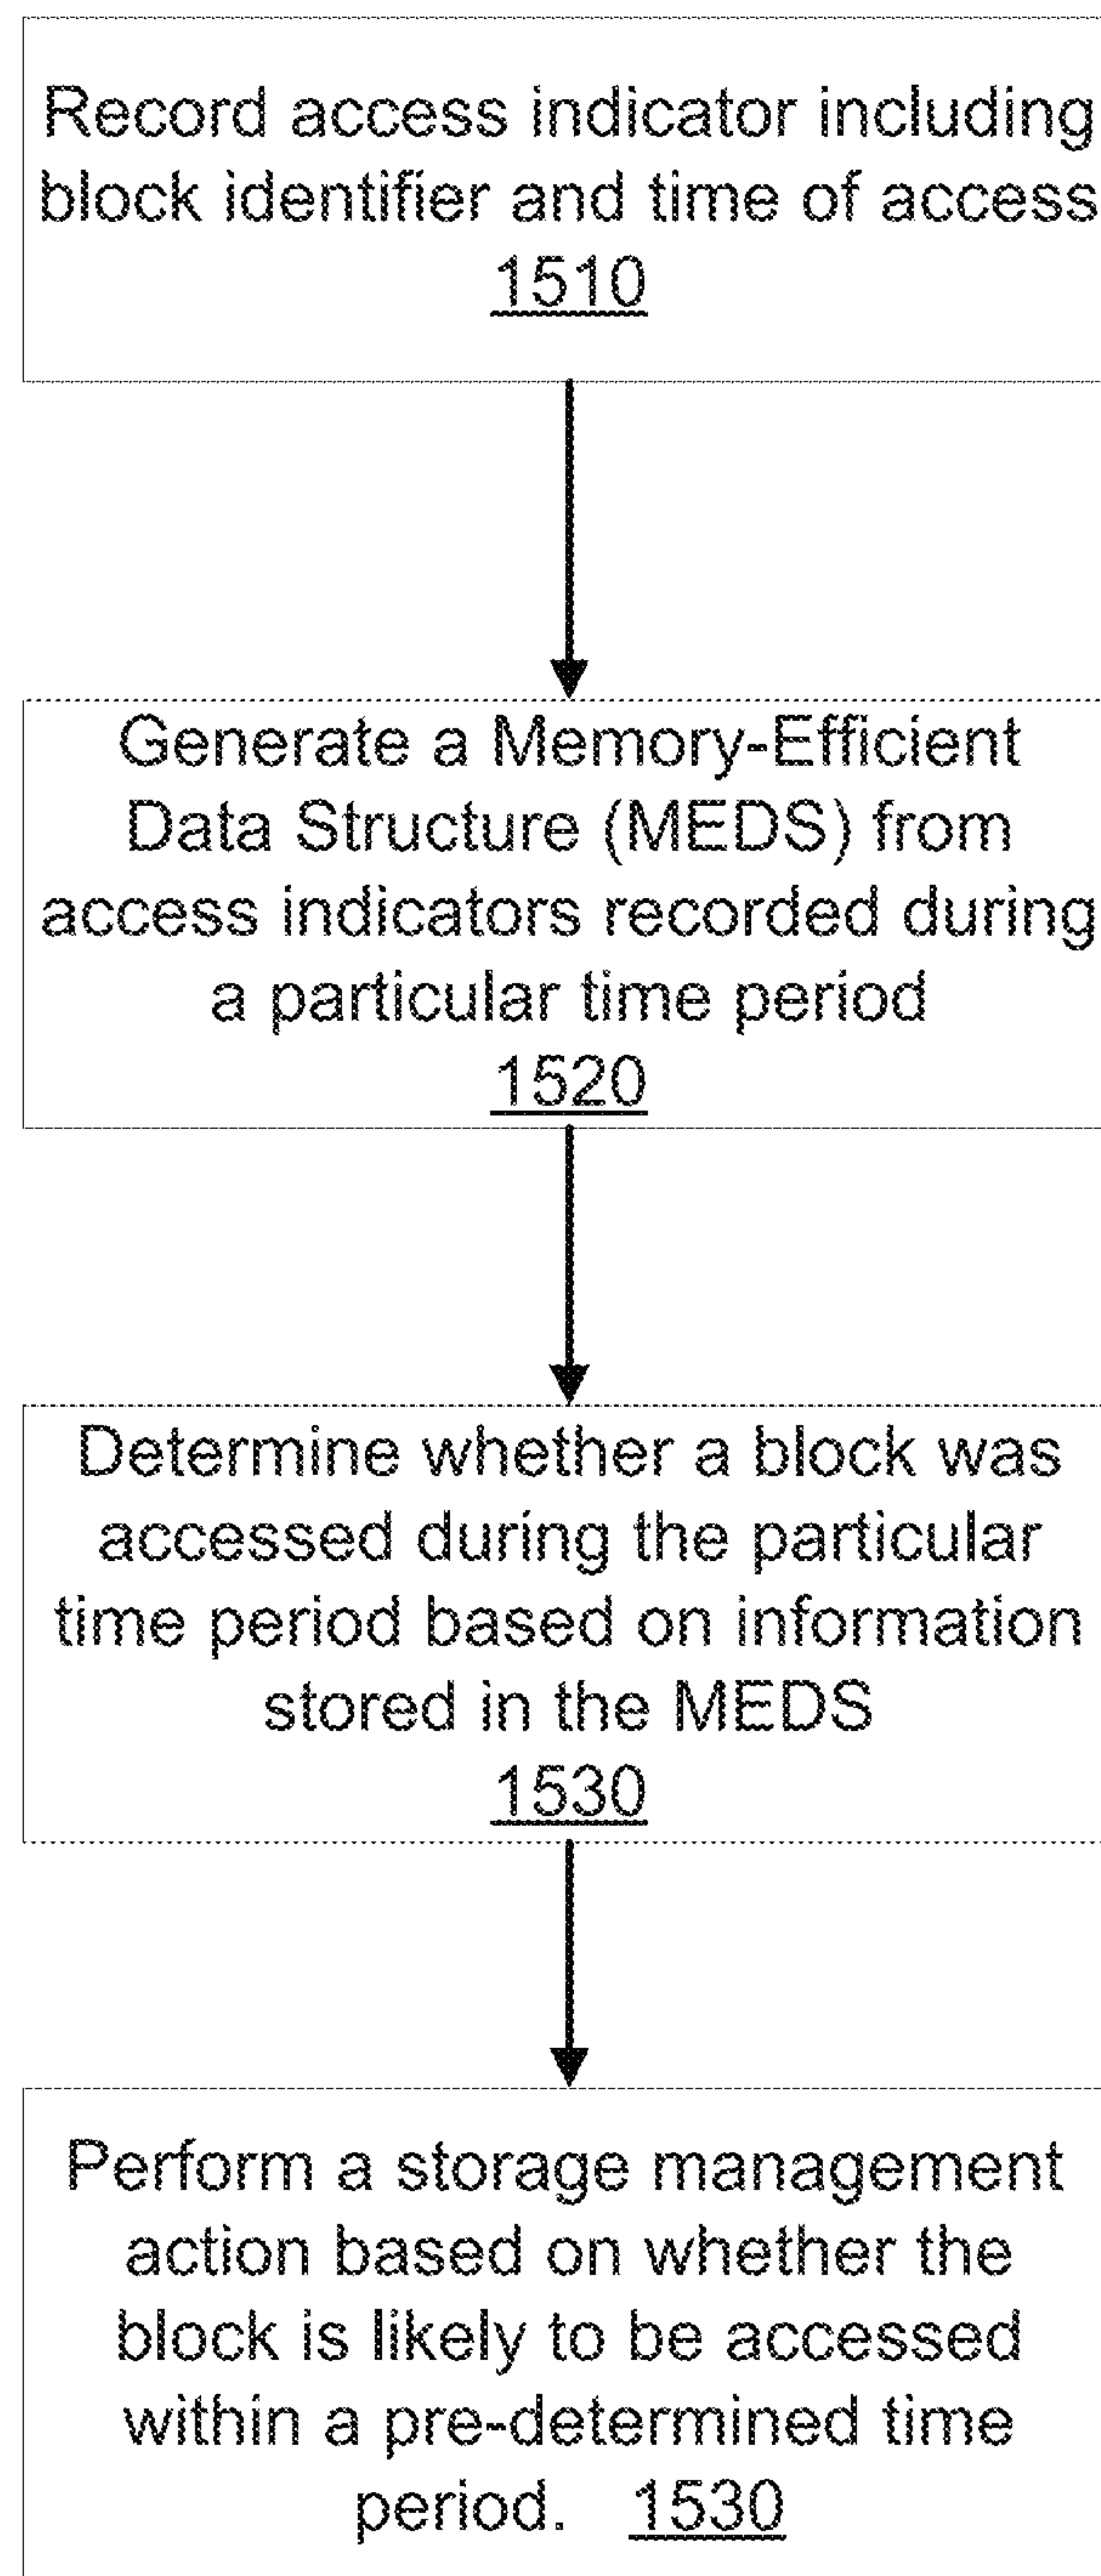 Record access indicator including
block identifier and time of access
1510
Generate a Memory-Efficient
Data Structure (MEDS) from
access indicators recorded during
a particular time period
1520
Determine whether a block was
accessed during the particular
time period based on information
stored in the MEDS
1530
Perform a storage management
action based on whether the
block is likely to be accessed
within a pre-determined time
period. 1530